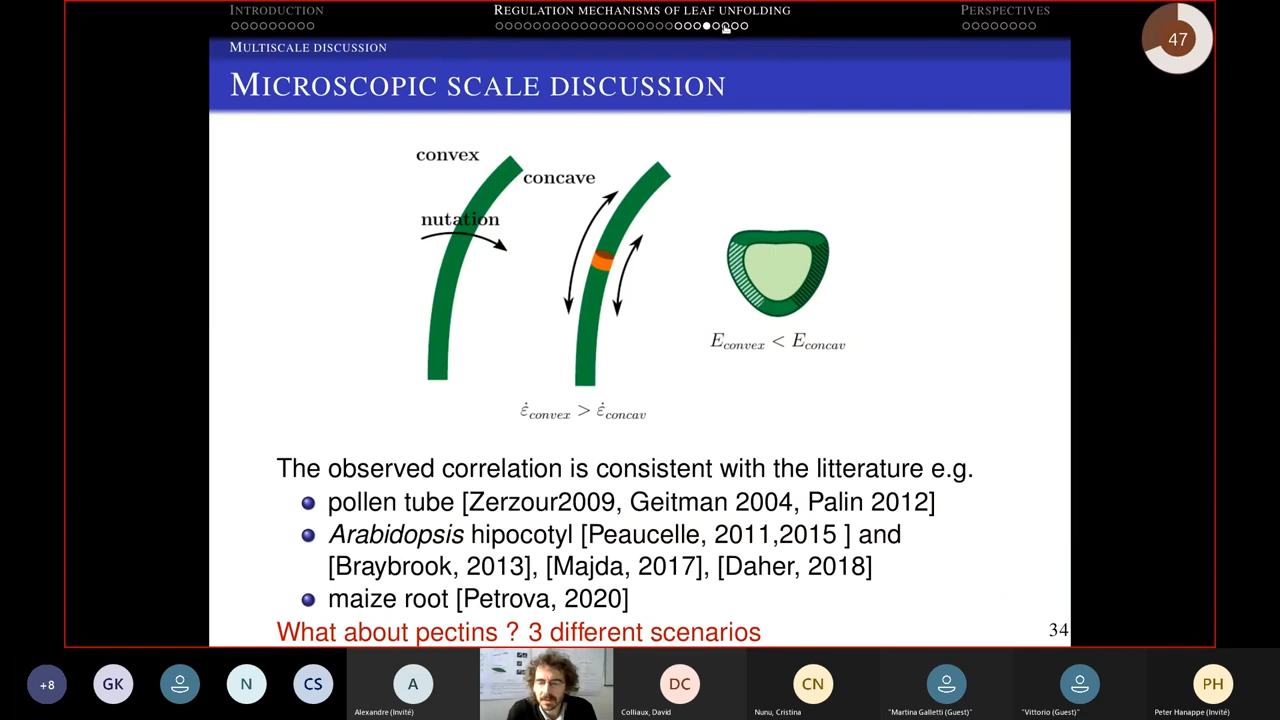 INTRODUCTION
REGULATION MECHANISMS OF LEAF UNFOLDING
PERSPECTIVES
47
MULTISCALE DISCUSSION
MICROSCOPIC SCALE DISCUSSION
convex
concave
nutation
E_convex < E_concav
ε̇_convex > ε̇_concav
The observed correlation is consistent with the litterature e.g.
pollen tube [Zerzour2009, Geitman 2004, Palin 2012]
Arabidopsis hipocotyl [Peaucelle, 2011,2015 ] and
[Braybrook, 2013], [Majda, 2017], [Daher, 2018]
maize root [Petrova, 2020]
What about pectins ? 3 different scenarios
34
+8
GK
N
CS
A
DC
CN
PH
Alexandre (Invité)
Colliaux, David
Nunu, Cristina
"Martina Galletti (Guest)"
"Vittorio (Guest)"
Peter Hanappe (Invité)